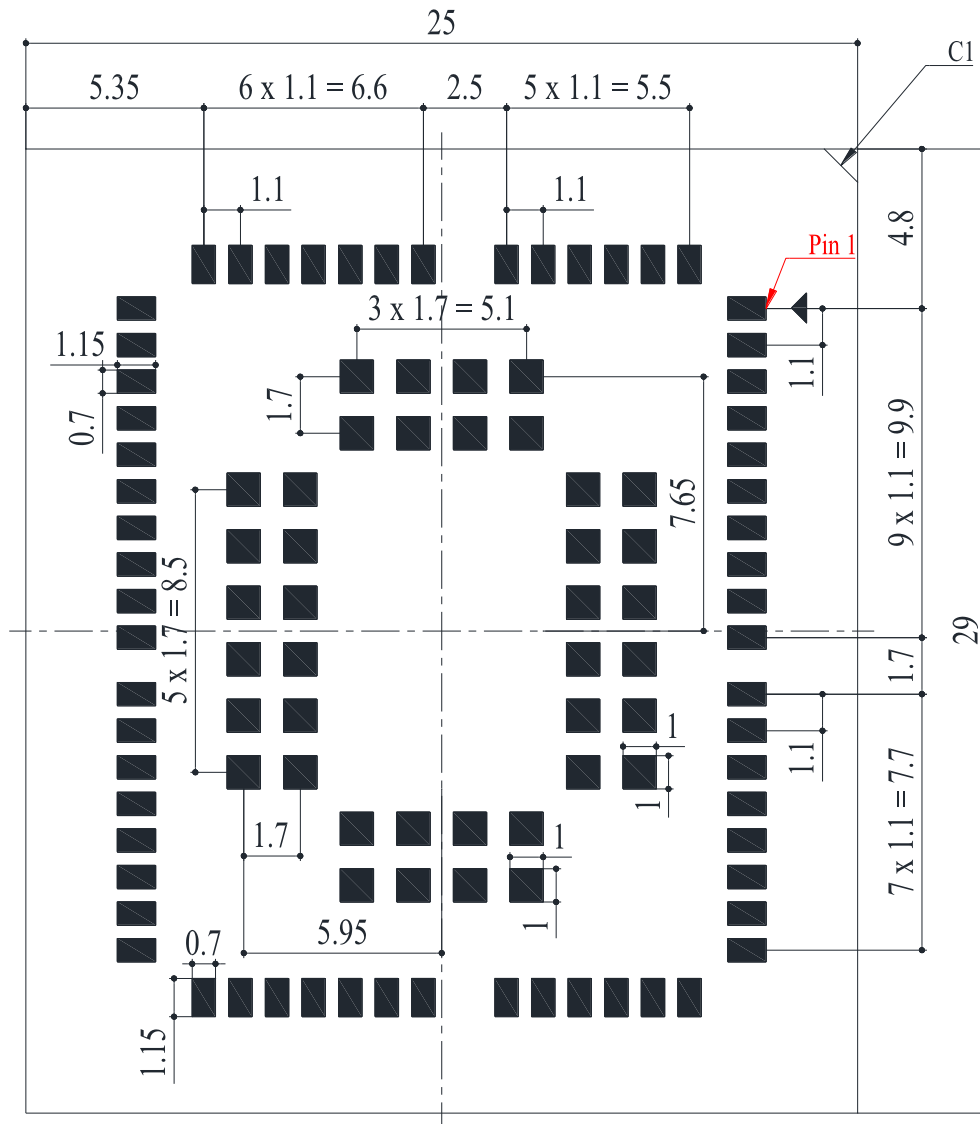 25
C1
5.35
6 x 1.1 = 6.6
2.5
5 x 1.1 = 5.5
1.1
1.1
4.8
Pin 1
3 x 1.7 = 5.1
1.15
1.1
0.7
1.7
9 x 1.1 = 9.9
7.65
5 x 1.7 = 8.5
29
1.7
1
1.1
1
7 x 1.1 = 7.7
1.7
1
1
5.95
0.7
1.15